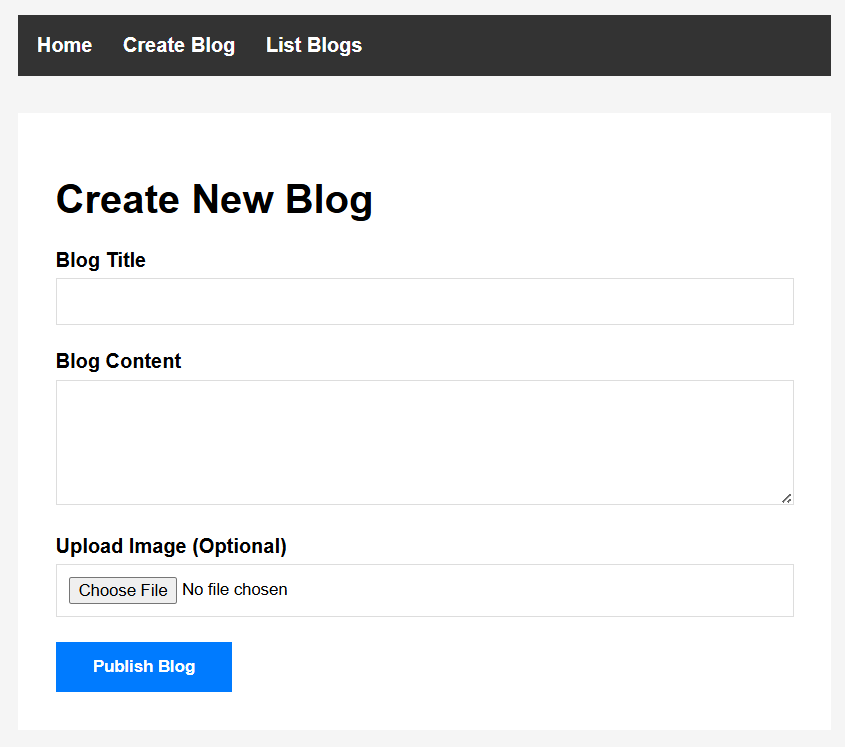 Home Create Blog List Blogs
Create New Blog
Blog Title
Blog Content
Upload Image (Optional)
Choose File No file chosen
Publish Blog